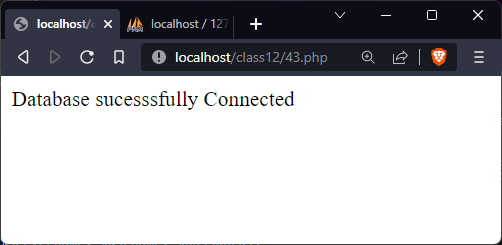 localhost/c
localhost / 127
localhost/class12/43.php
Database sucesssfully Connected